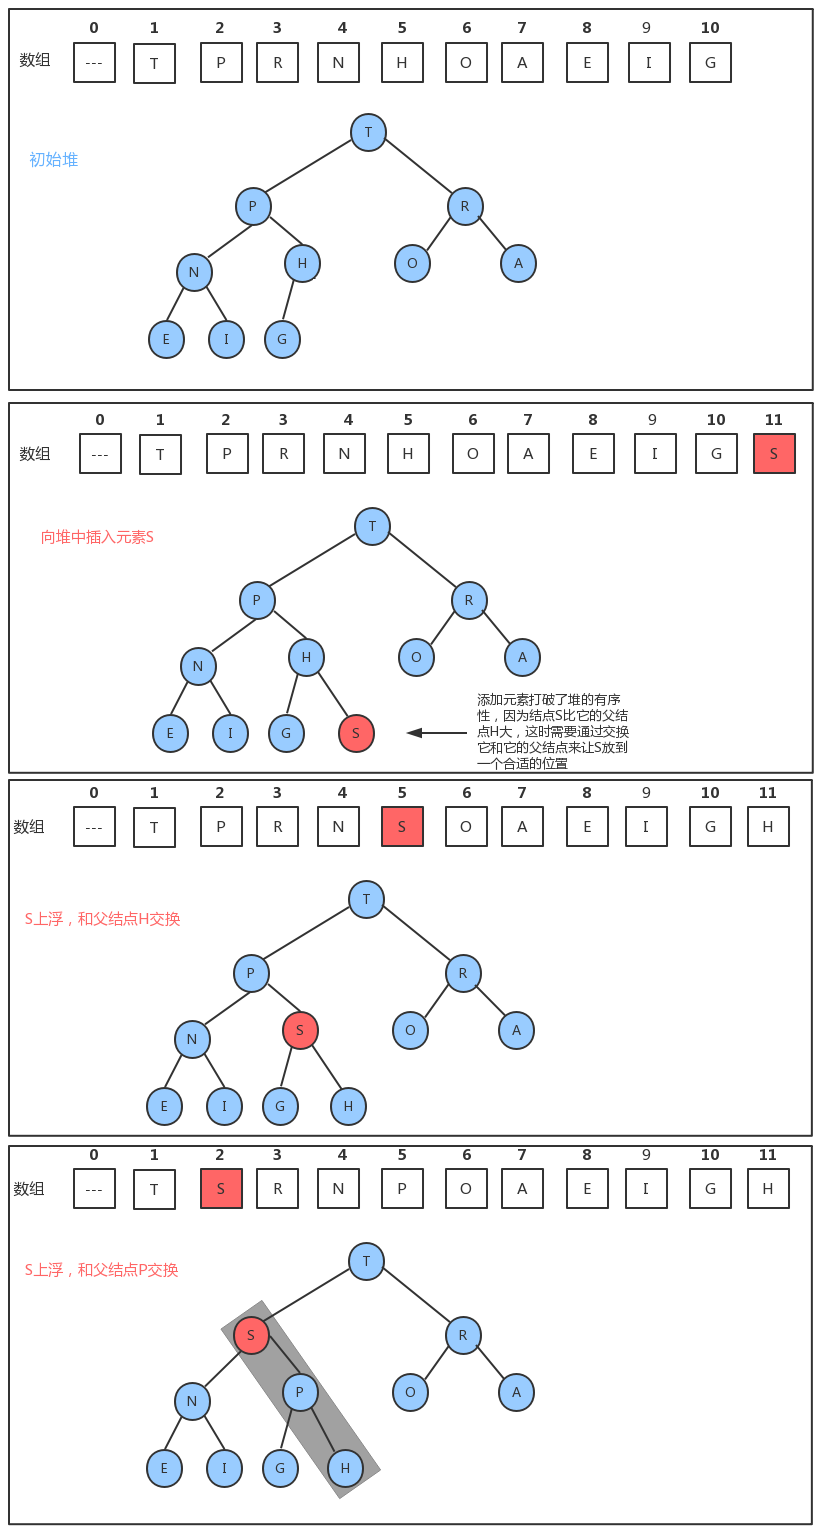 0 1 2 3 4 5 6 7 8 9 10
数组 --- T P R N H O A E I G
初始堆
T
P R
N H O A
E I G
0 1 2 3 4 5 6 7 8 9 10 11
数组 --- T P R N H O A E I G S
向堆中插入元素S
T
P R
N H O A
E I G S
添加元素打破了堆的有序
性，因为结点S比它的父结
点H大，这时需要通过交换
它和它的父结点来让S放到
一个合适的位置
0 1 2 3 4 5 6 7 8 9 10 11
数组 --- T P R N S O A E I G H
S上浮，和父结点H交换
T
P R
N S O A
E I G H
0 1 2 3 4 5 6 7 8 9 10 11
数组 --- T S R N P O A E I G H
S上浮，和父结点P交换
T
S R
N P O A
E I G H